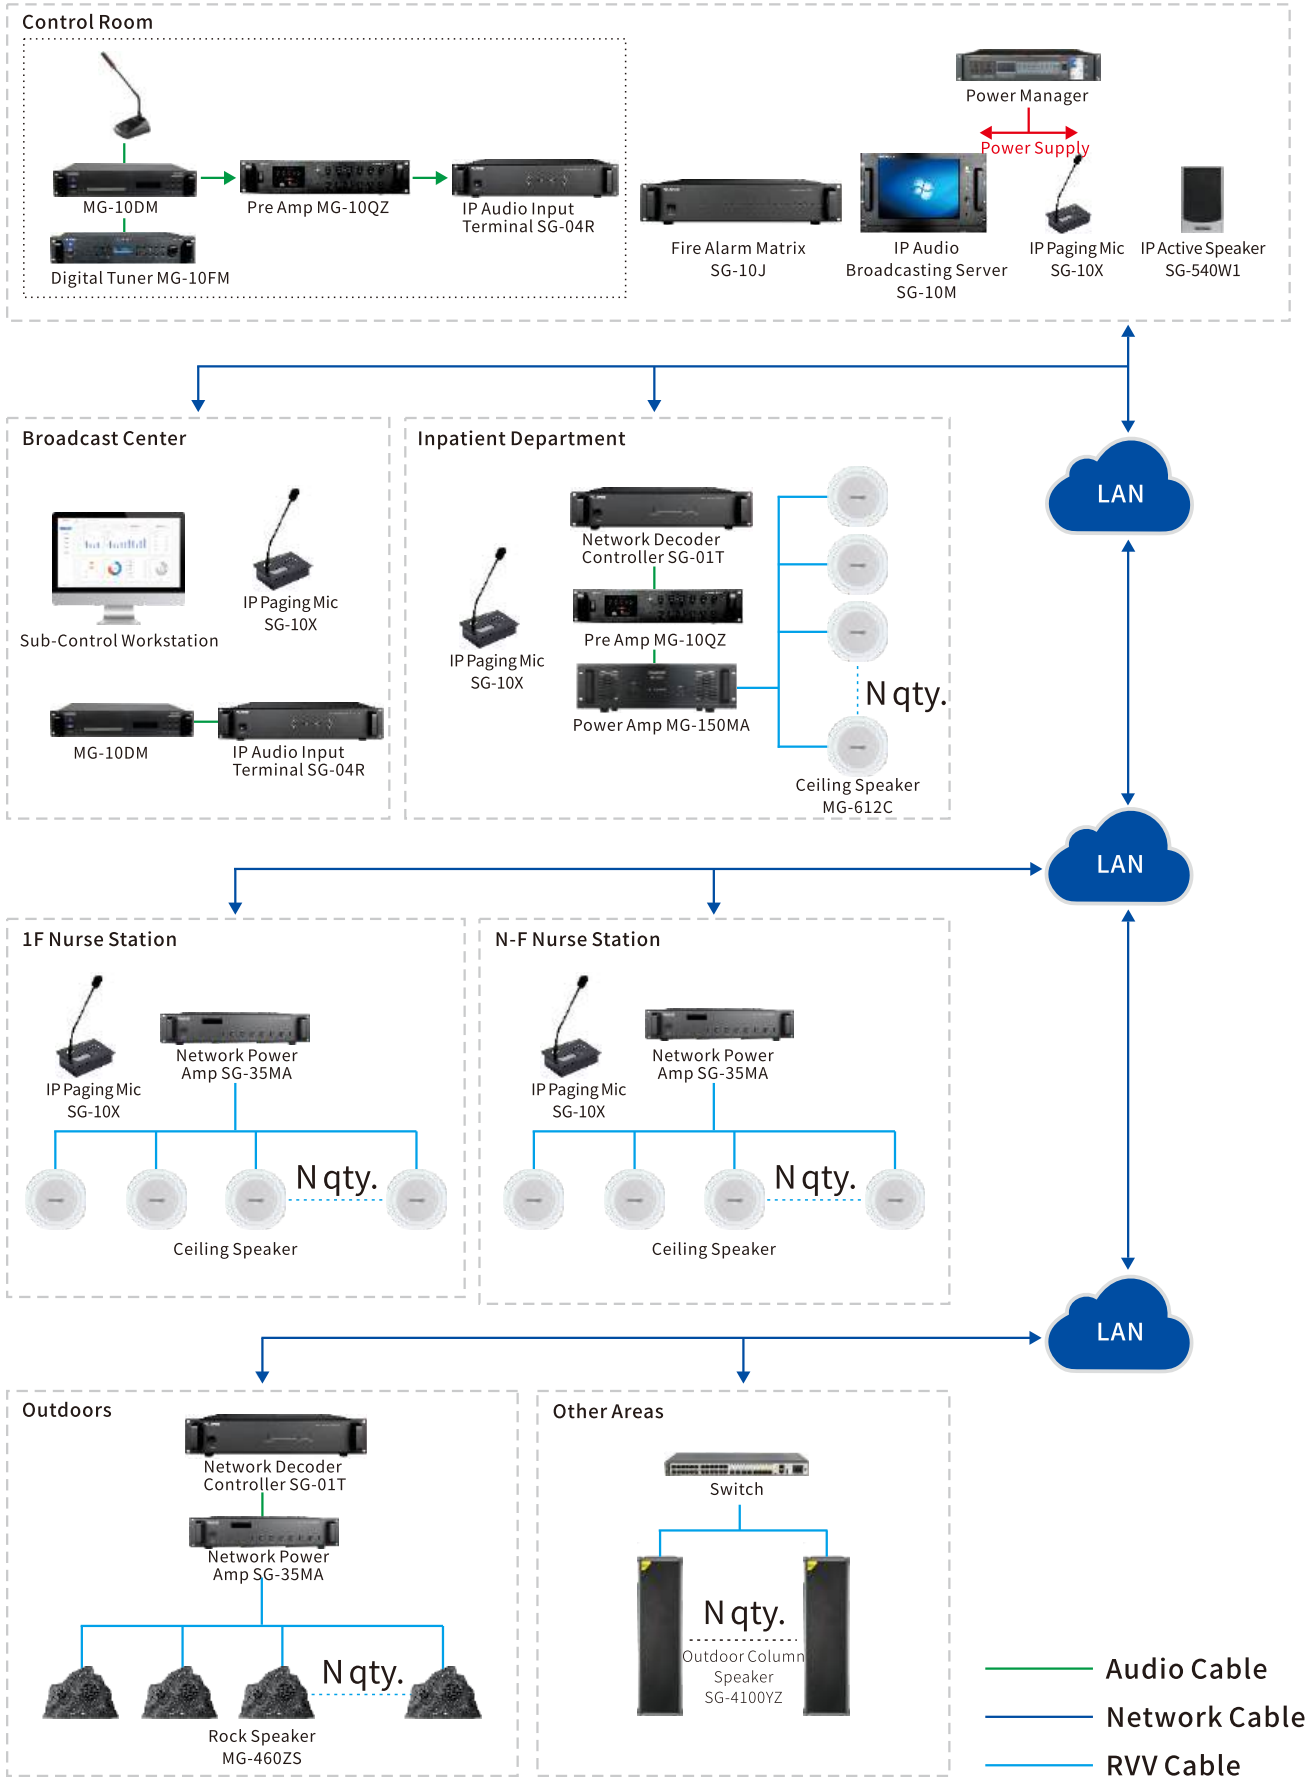 Control Room
Power Manager
Power Supply
MG-10DM
Pre Amp MG-10QZ
IP Audio Input
Terminal SG-04R
Digital Tuner MG-10FM
Fire Alarm Matrix
SG-10J
IP Audio
Broadcasting Server
SG-10M
IP Paging Mic
SG-10X
IP Active Speaker
SG-540W1
Broadcast Center
Sub-Control Workstation
IP Paging Mic
SG-10X
MG-10DM
IP Audio Input
Terminal SG-04R
Inpatient Department
Network Decoder
Controller SG-01T
Pre Amp MG-10QZ
IP Paging Mic
SG-10X
Power Amp MG-150MA
N qty.
Ceiling Speaker
MG-612C
LAN
LAN
1F Nurse Station
Network Power
Amp SG-35MA
IP Paging Mic
SG-10X
N qty.
Ceiling Speaker
N-F Nurse Station
Network Power
Amp SG-35MA
IP Paging Mic
SG-10X
N qty.
Ceiling Speaker
LAN
Outdoors
Network Decoder
Controller SG-01T
Network Power
Amp SG-35MA
N qty.
Rock Speaker
MG-460ZS
Other Areas
Switch
N qty.
Outdoor Column
Speaker
SG-4100YZ
Audio Cable
Network Cable
RVV Cable